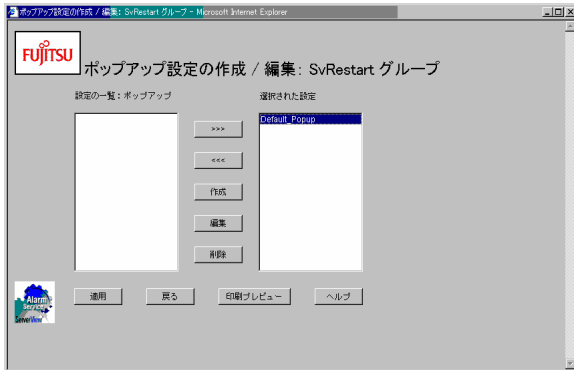 ポップアップ設定の作成 / 編集: SvRestart グループ - Microsoft Internet Explorer
FUJITSU
ポップアップ設定の作成 / 編集: SvRestart グループ
設定の一覧：ポップアップ
選択された設定
Default_Popup
>>>
<<<
作成
編集
削除
適用
戻る
印刷プレビュー
ヘルプ
Alarm
Service
ServerView